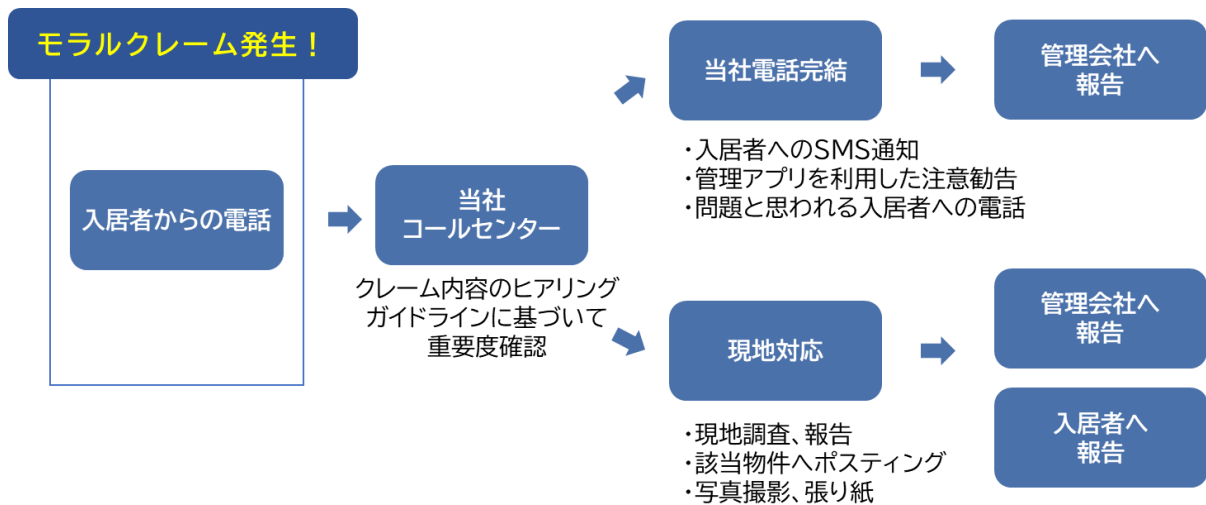 モラルクレーム発生！
入居者からの電話
当社
コールセンター
クレーム内容のヒアリング
ガイドラインに基づいて
重要度確認
当社電話完結
・入居者へのSMS通知
・管理アプリを利用した注意勧告
・問題と思われる入居者への電話
管理会社へ
報告
現地対応
・現地調査、報告
・該当物件へポスティング
・写真撮影、張り紙
管理会社へ
報告
入居者へ
報告